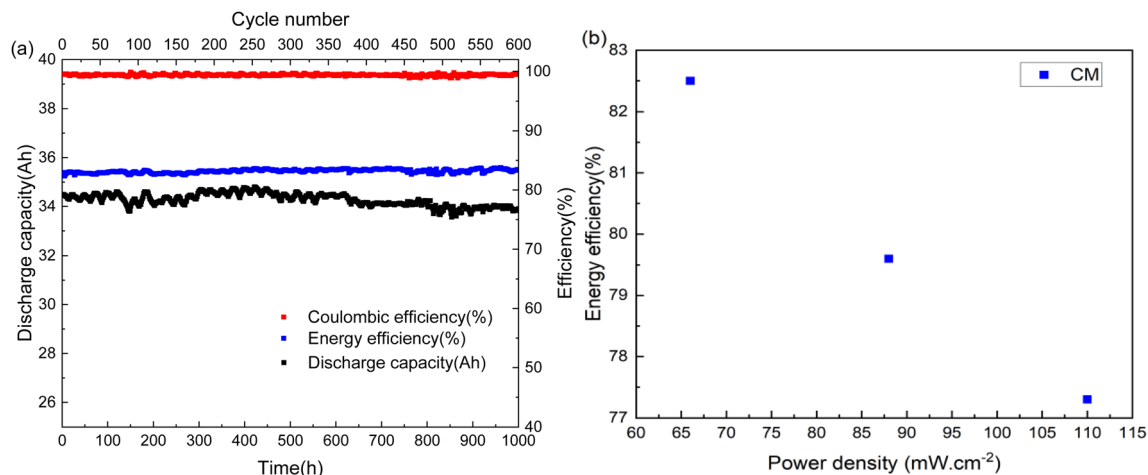 Cycle number
(a)
0 50 100 150 200 250 300 350 400 450 500 550 600
40
38
36
34
32
30
28
26
Discharge capacity(Ah)
100
90
80
70
60
50
40
Efficiency(%)
Coulombic efficiency(%)
Energy efficiency(%)
Discharge capacity(Ah)
0 100 200 300 400 500 600 700 800 900 1000
Time(h)
(b)
83
82
81
80
79
78
77
Energy efficiency(%)
CM
60 65 70 75 80 85 90 95 100 105 110 115
Power density (mW.cm⁻²)